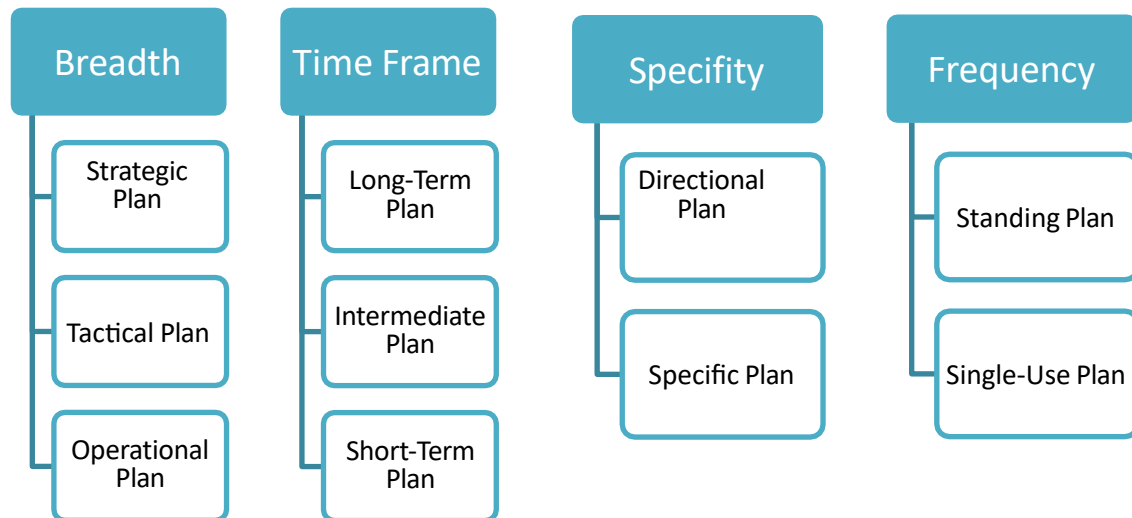 Breadth
Strategic
Plan
Tactical Plan
Operational
Plan
Time Frame
Long-Term
Plan
Intermediate
Plan
Short-Term
Plan
Specifity
Directional
Plan
Specific Plan
Frequency
Standing Plan
Single-Use Plan